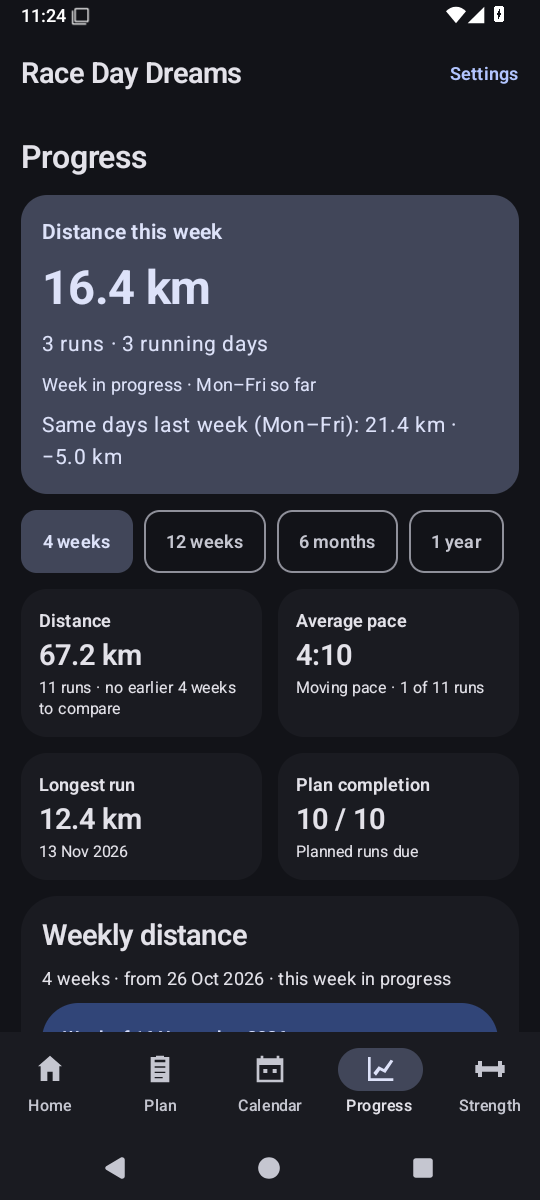 11:24
Race Day Dreams
Settings
Progress
Distance this week
16.4 km
3 runs · 3 running days
Week in progress · Mon–Fri so far
Same days last week (Mon–Fri): 21.4 km ·
−5.0 km
4 weeks
12 weeks
6 months
1 year
Distance
67.2 km
11 runs · no earlier 4 weeks
to compare
Average pace
4:10
Moving pace · 1 of 11 runs
Longest run
12.4 km
13 Nov 2026
Plan completion
10 / 10
Planned runs due
Weekly distance
4 weeks · from 26 Oct 2026 · this week in progress
Home
Plan
Calendar
Progress
Strength